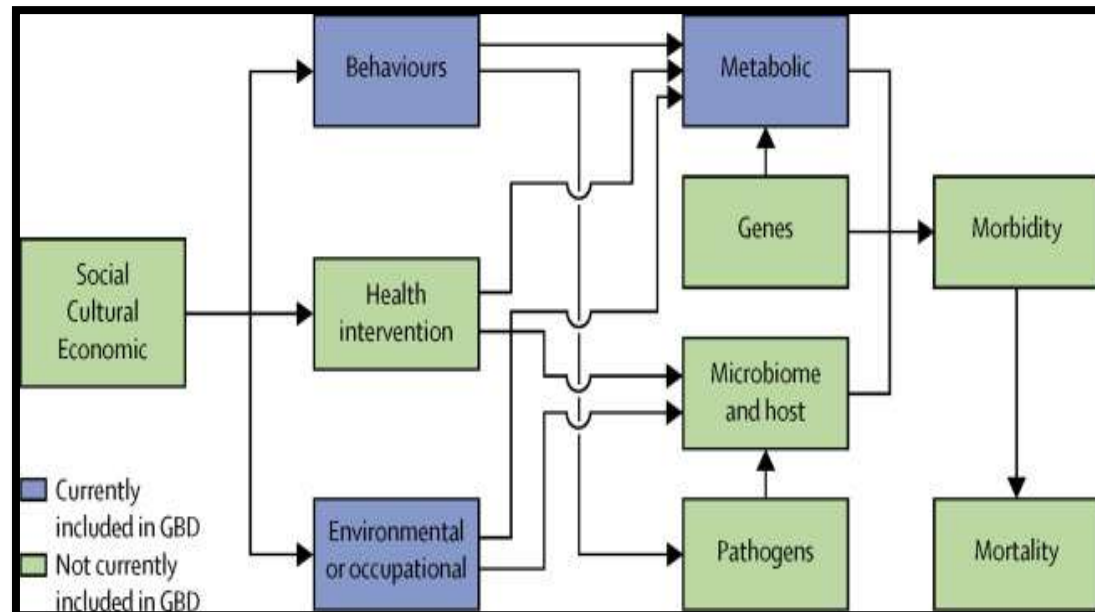 Behaviours
Metabolic
Genes
Morbidity
Social
Cultural
Economic
Health
intervention
Microbiome
and host
Currently
included in GBD
Not currently
included in GBD
Environmental
or occupational
Pathogens
Mortality